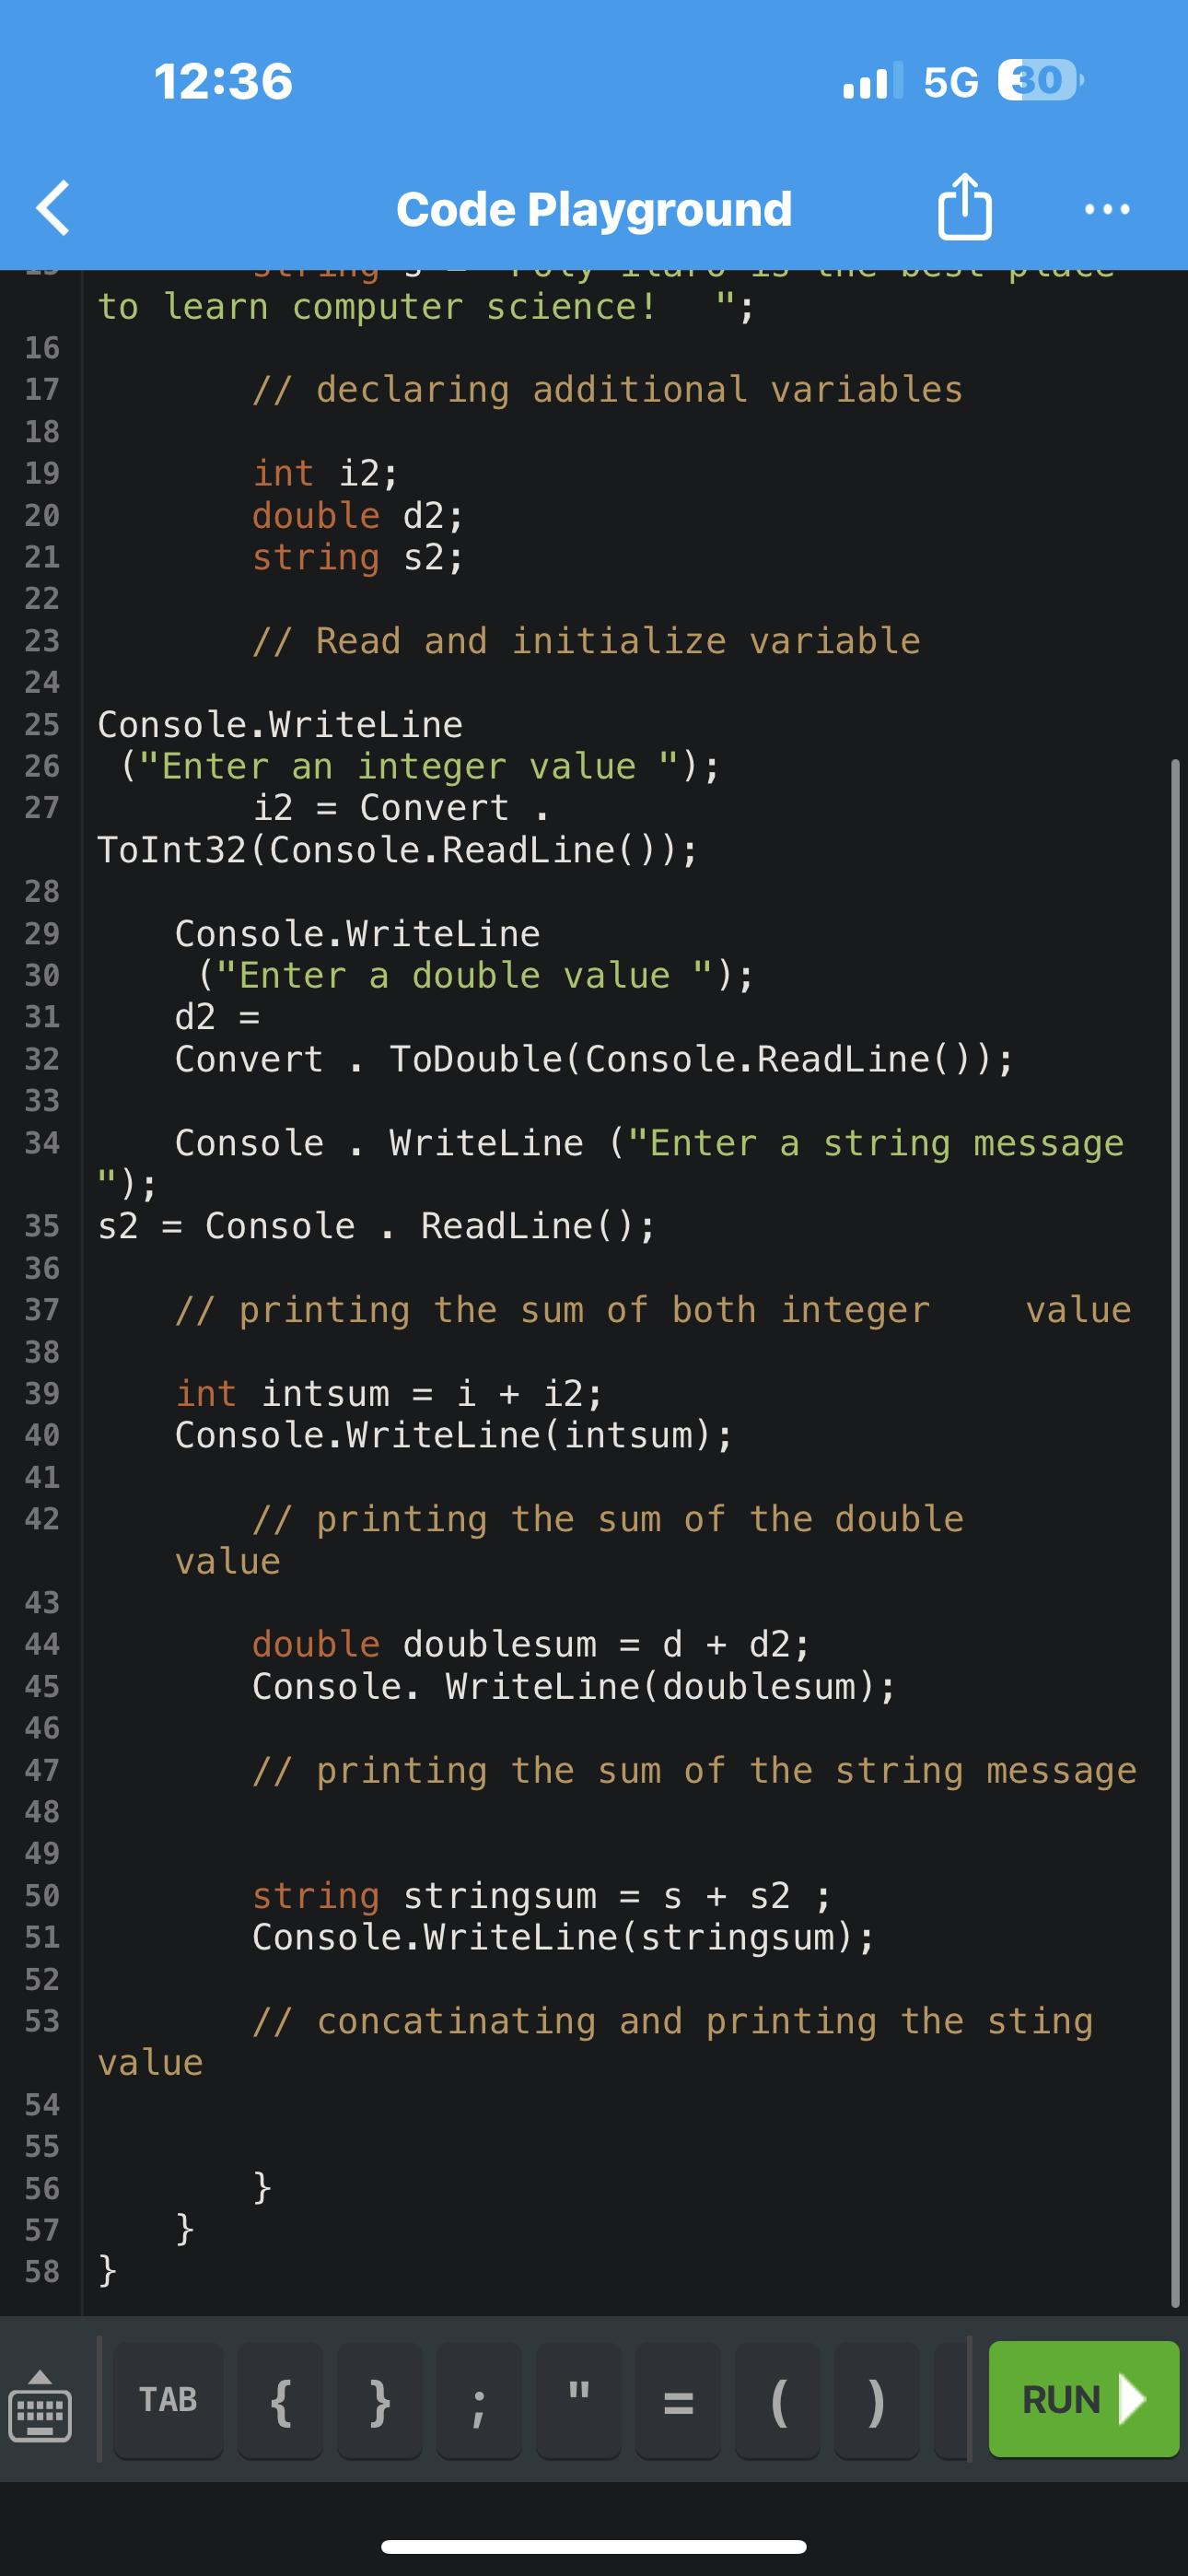 12:36
5G 30
Code Playground
to learn computer science!   ";
16
17 // declaring additional variables
18
19 int i2;
20 double d2;
21 string s2;
22
23 // Read and initialize variable
24
25 Console.WriteLine
26 ("Enter an integer value ");
27 i2 = Convert .
ToInt32(Console.ReadLine());
28
29 Console.WriteLine
30 ("Enter a double value ");
31 d2 =
32 Convert . ToDouble(Console.ReadLine());
33
34 Console . WriteLine ("Enter a string message
");
35 s2 = Console . ReadLine();
36
37 // printing the sum of both integer    value
38
39 int intsum = i + i2;
40 Console.WriteLine(intsum);
41
42 // printing the sum of the double
value
43
44 double doublesum = d + d2;
45 Console. WriteLine(doublesum);
46
47 // printing the sum of the string message
48
49
50 string stringsum = s + s2 ;
51 Console.WriteLine(stringsum);
52
53 // concatinating and printing the sting
value
54
55
56 }
57 }
58 }
TAB { } ; " = ( ) RUN